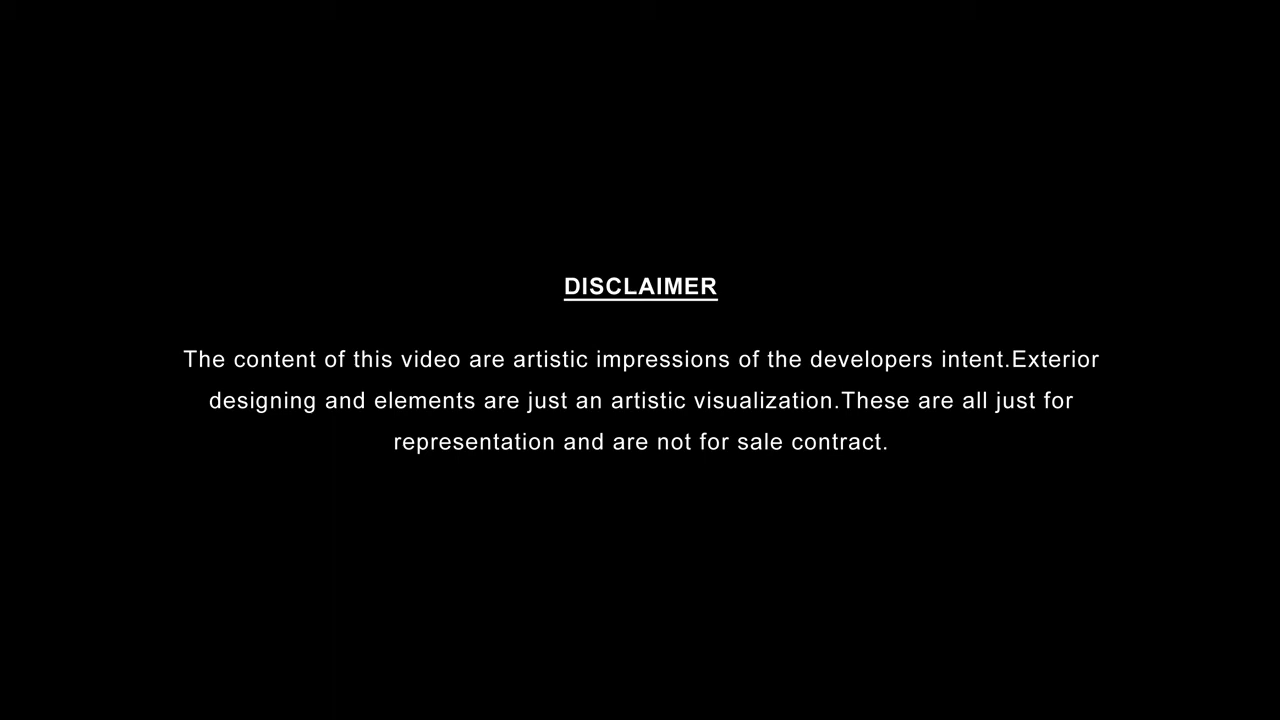 DISCLAIMER
The content of this video are artistic impressions of the developers intent.Exterior
designing and elements are just an artistic visualization.These are all just for
representation and are not for sale contract.